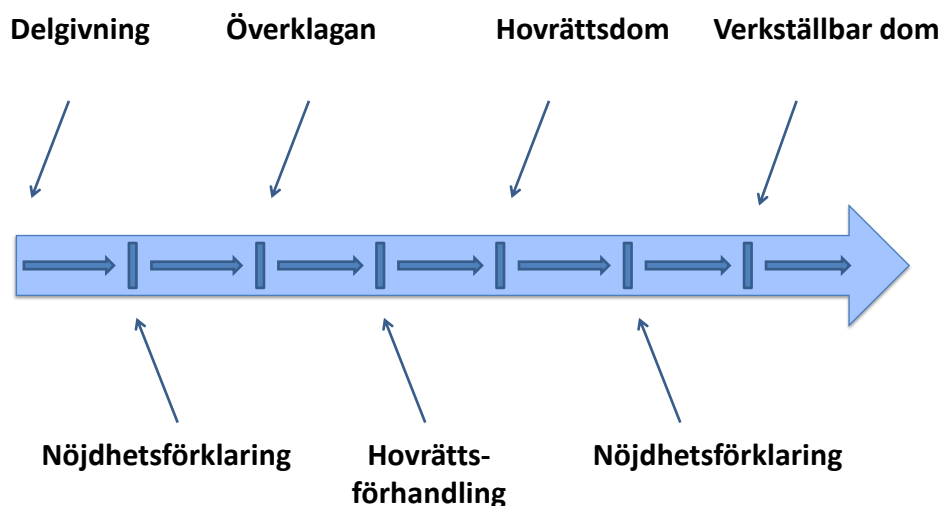 Delgivning
Överklagan
Hovrättsdom
Verkställbar dom
Nöjdhetsförklaring
Hovrätts-
förhandling
Nöjdhetsförklaring